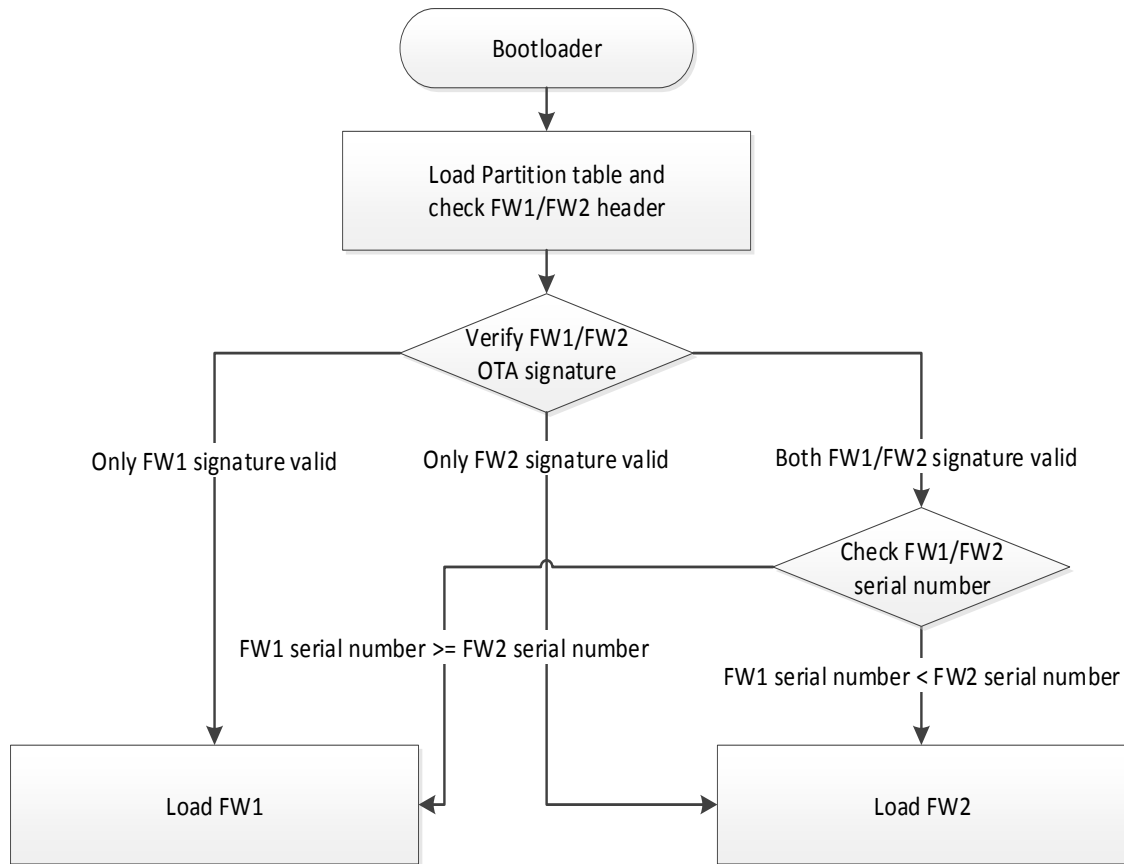 Bootloader
Load Partition table and
check FW1/FW2 header
Verify FW1/FW2
OTA signature
Only FW1 signature valid
Only FW2 signature valid
Both FW1/FW2 signature valid
Check FW1/FW2
serial number
FW1 serial number >= FW2 serial number
FW1 serial number < FW2 serial number
Load FW1
Load FW2